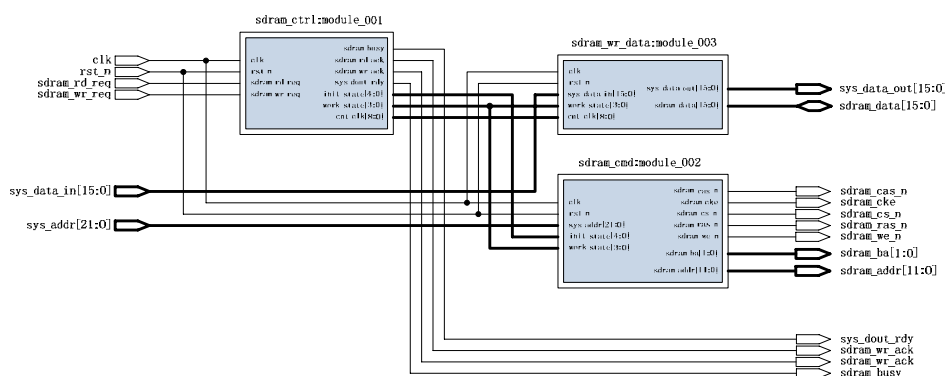 sdram_ctrl:module_001
clk
rst_n
sdram_rd_req
sdram_wr_req
clk
rst_n
sdram_rd_req
sdram_wr_req
sdram_busy
sdram_rd_ack
sdram_wr_ack
sys_dout_rdy
init_state[4:0]
work_state[3:0]
cnt_clk[8:0]
sdram_wr_data:module_003
clk
rst_n
sys_data_in[15:0]
work_state[3:0]
cnt_clk[8:0]
sys_data_out[15:0]
sdram_data[15:0]
sys_data_out[15:0]
sdram_data[15:0]
sys_data_in[15:0]
sys_addr[21:0]
sdram_cmd:module_002
clk
rst_n
sys_addr[21:0]
init_state[4:0]
work_state[3:0]
sdram_cas_n
sdram_cke
sdram_cs_n
sdram_ras_n
sdram_we_n
sdram_ba[1:0]
sdram_addr[11:0]
sdram_cas_n
sdram_cke
sdram_cs_n
sdram_ras_n
sdram_we_n
sdram_ba[1:0]
sdram_addr[11:0]
sys_dout_rdy
sdram_wr_ack
sdram_wr_ack
sdram_busy